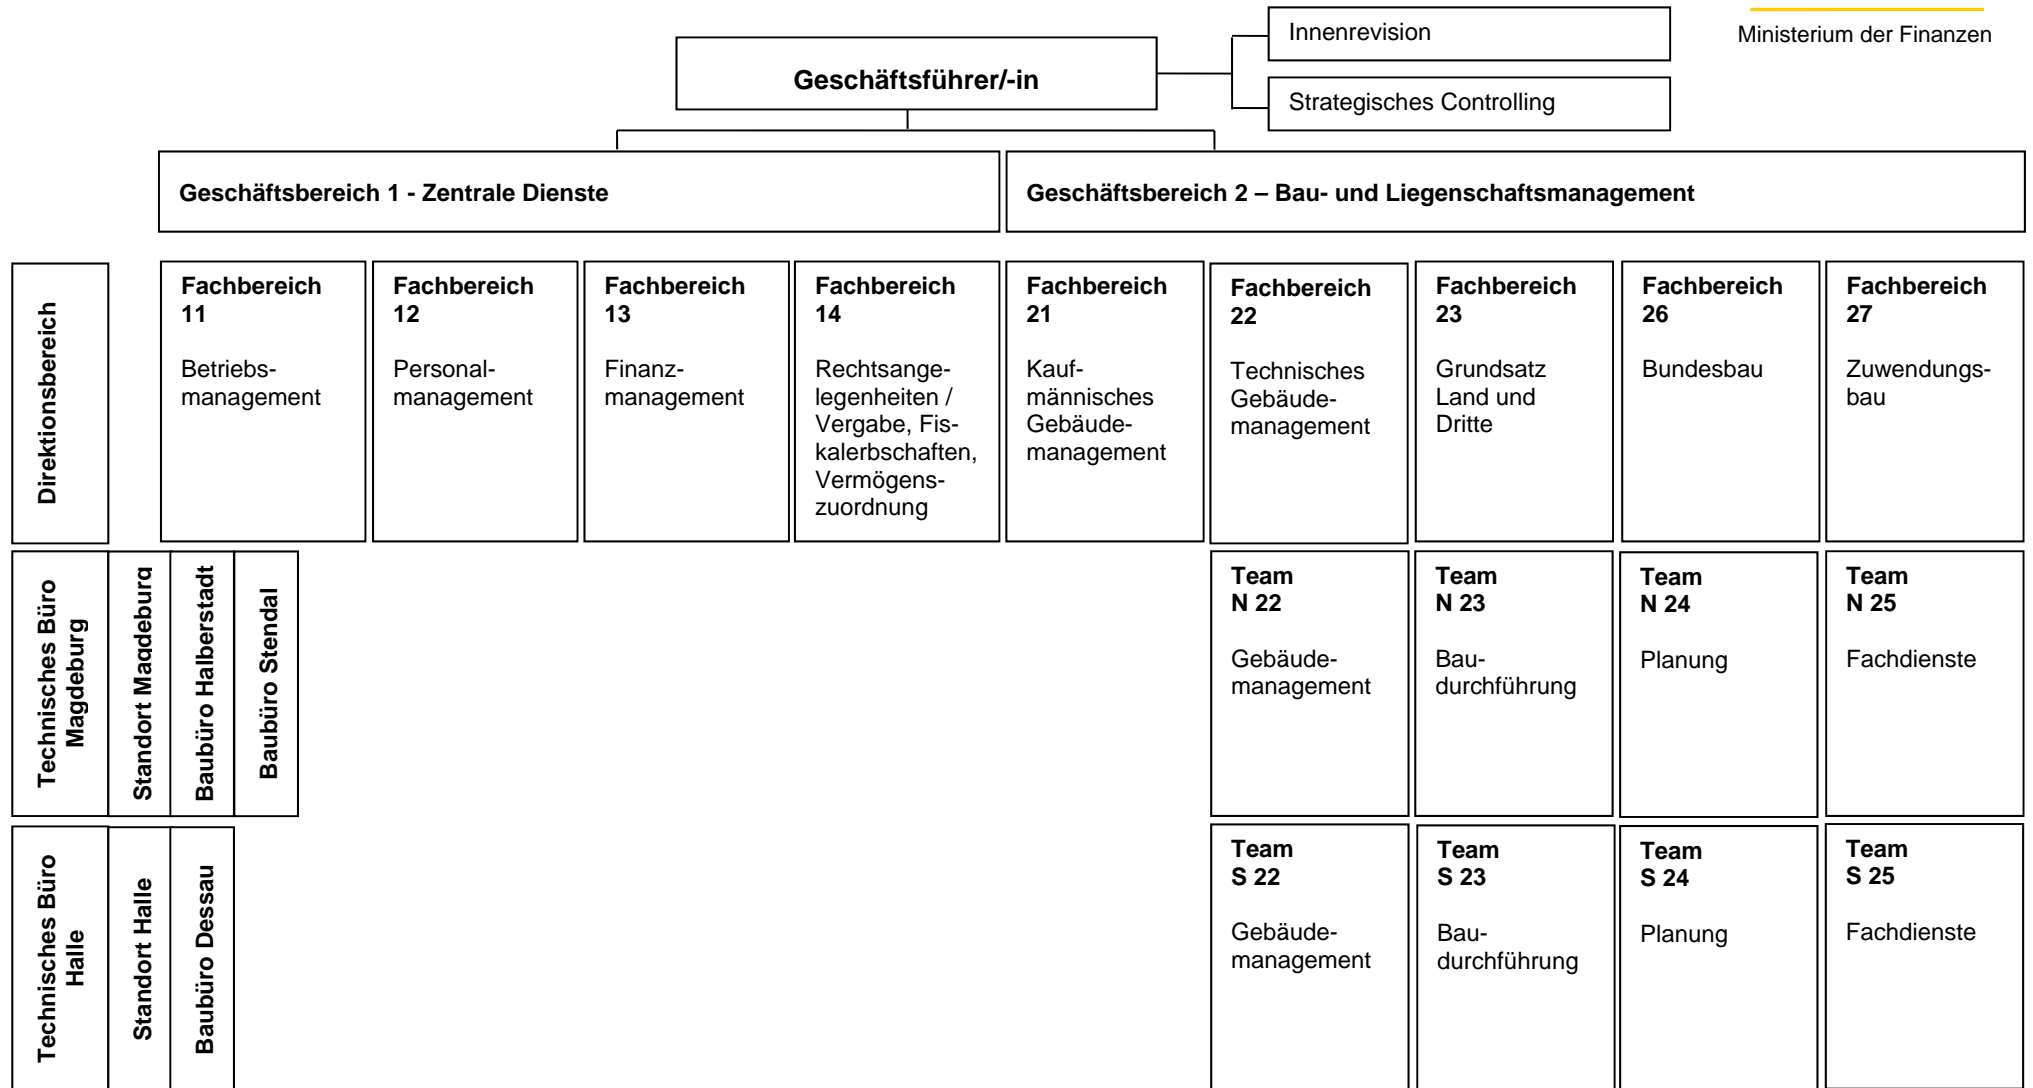 Innenrevision
Ministerium der Finanzen
Geschäftsführer/-in
Strategisches Controlling
Geschäftsbereich 1 - Zentrale Dienste
Geschäftsbereich 2 – Bau- und Liegenschaftsmanagement
Direktionsbereich
Fachbereich
11
Betriebs-
management
Fachbereich
12
Personal-
management
Fachbereich
13
Finanz-
management
Fachbereich
14
Rechtsange-
legenheiten /
Vergabe, Fis-
kalerbschaften,
Vermögens-
zuordnung
Fachbereich
21
Kauf-
männisches
Gebäude-
management
Fachbereich
22
Technisches
Gebäude-
management
Fachbereich
23
Grundsatz
Land und
Dritte
Fachbereich
26
Bundesbau
Fachbereich
27
Zuwendungs-
bau
Technisches Büro
Magdeburg
Standort Magdeburg
Baubüro Halberstadt
Baubüro Stendal
Team
N 22
Gebäude-
management
Team
N 23
Bau-
durchführung
Team
N 24
Planung
Team
N 25
Fachdienste
Technisches Büro
Halle
Standort Halle
Baubüro Dessau
Team
S 22
Gebäude-
management
Team
S 23
Bau-
durchführung
Team
S 24
Planung
Team
S 25
Fachdienste